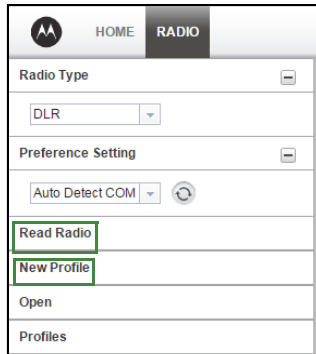 HOME RADIO
Radio Type
DLR
Preference Setting
Auto Detect COM
Read Radio
New Profile
Open
Profiles